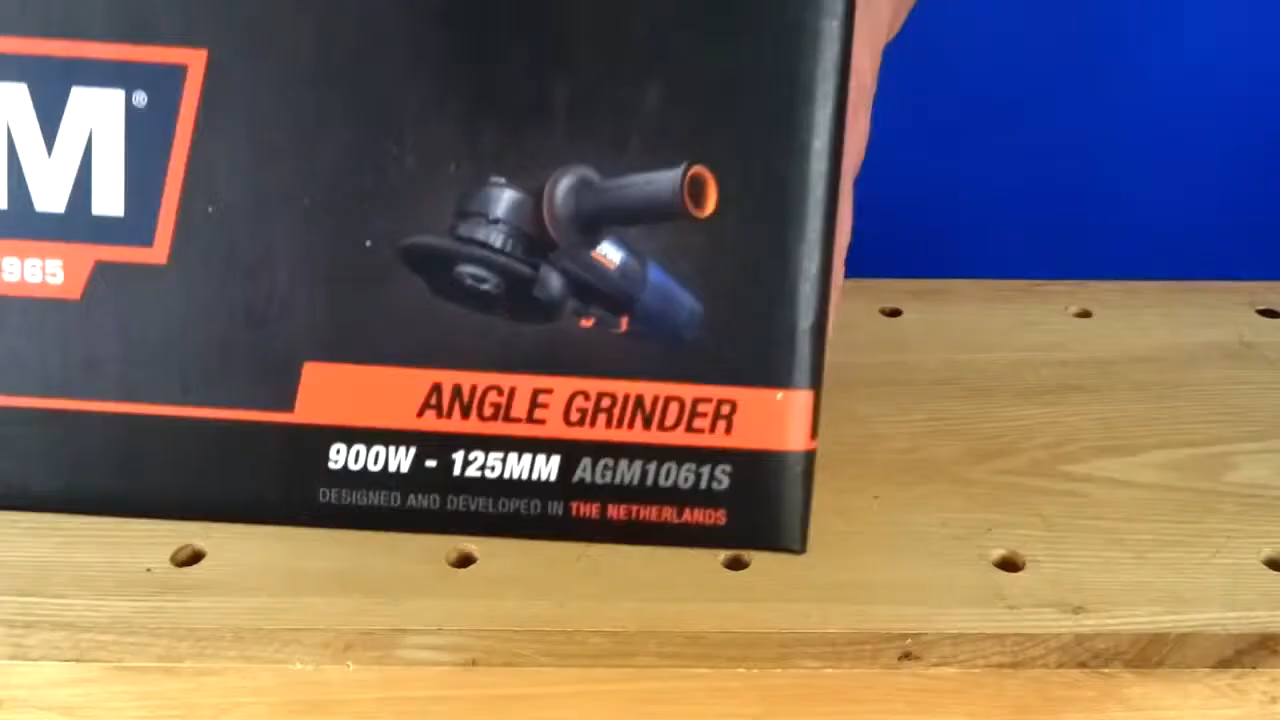 M®
965
ANGLE GRINDER
900W - 125MM AGM1061S
DESIGNED AND DEVELOPED IN THE NETHERLANDS